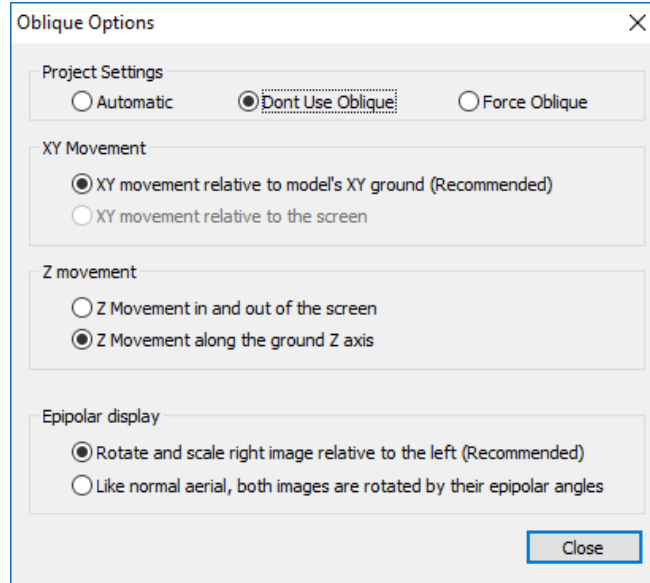 Oblique Options
Project Settings
Automatic Dont Use Oblique Force Oblique
XY Movement
XY movement relative to model's XY ground (Recommended)
XY movement relative to the screen
Z movement
Z Movement in and out of the screen
Z Movement along the ground Z axis
Epipolar display
Rotate and scale right image relative to the left (Recommended)
Like normal aerial, both images are rotated by their epipolar angles
Close